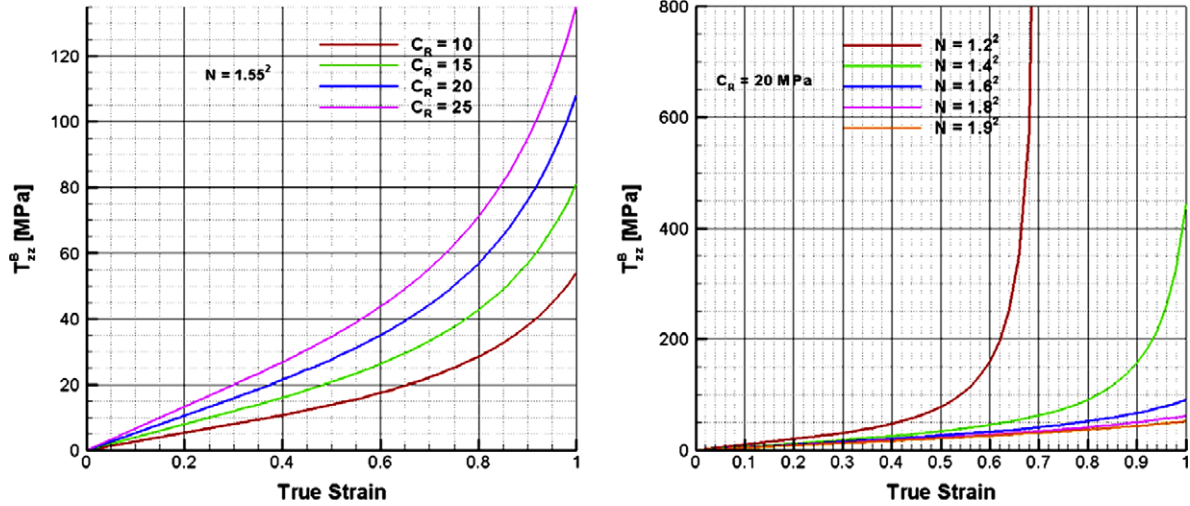 120
100
80
60
40
20
0
T^B_zz [MPa]
N = 1.55²
C_R = 10
C_R = 15
C_R = 20
C_R = 25
0 0.2 0.4 0.6 0.8 1
True Strain
800
600
400
200
0
T^B_zz [MPa]
C_R = 20 MPa
N = 1.2²
N = 1.4²
N = 1.6²
N = 1.8²
N = 1.9²
0 0.1 0.2 0.3 0.4 0.5 0.6 0.7 0.8 0.9 1
True Strain